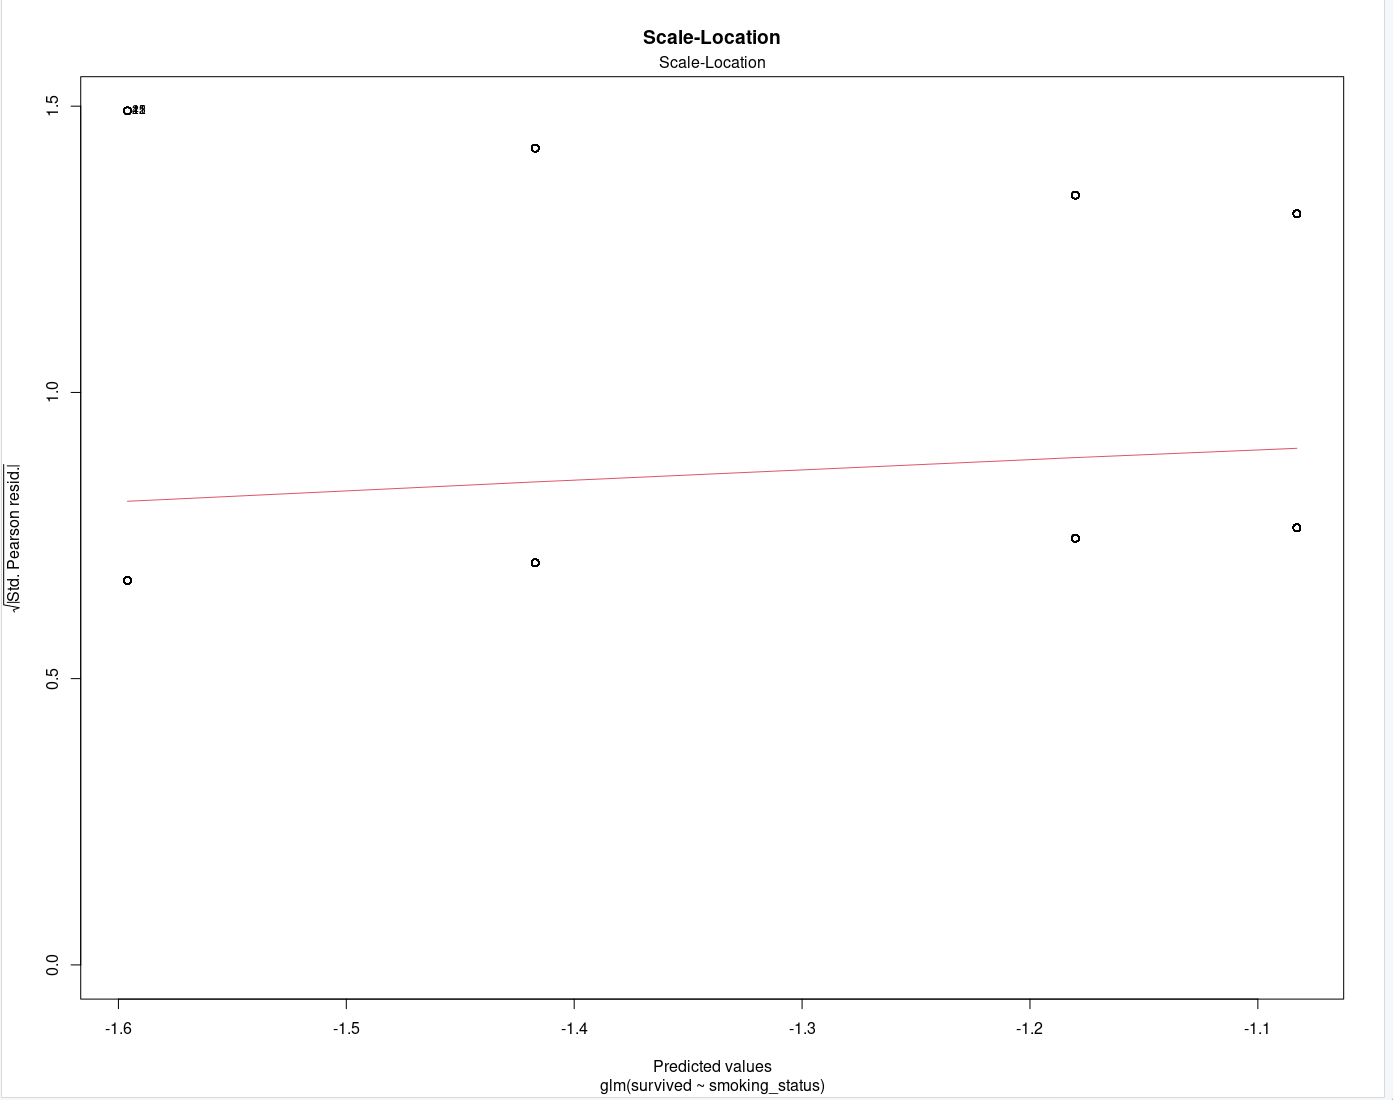 Scale-Location
Scale-Location
√|Std. Pearson resid.|
1.5
1.0
0.5
0.0
-1.6 -1.5 -1.4 -1.3 -1.2 -1.1
Predicted values
glm(survived ~ smoking_status)